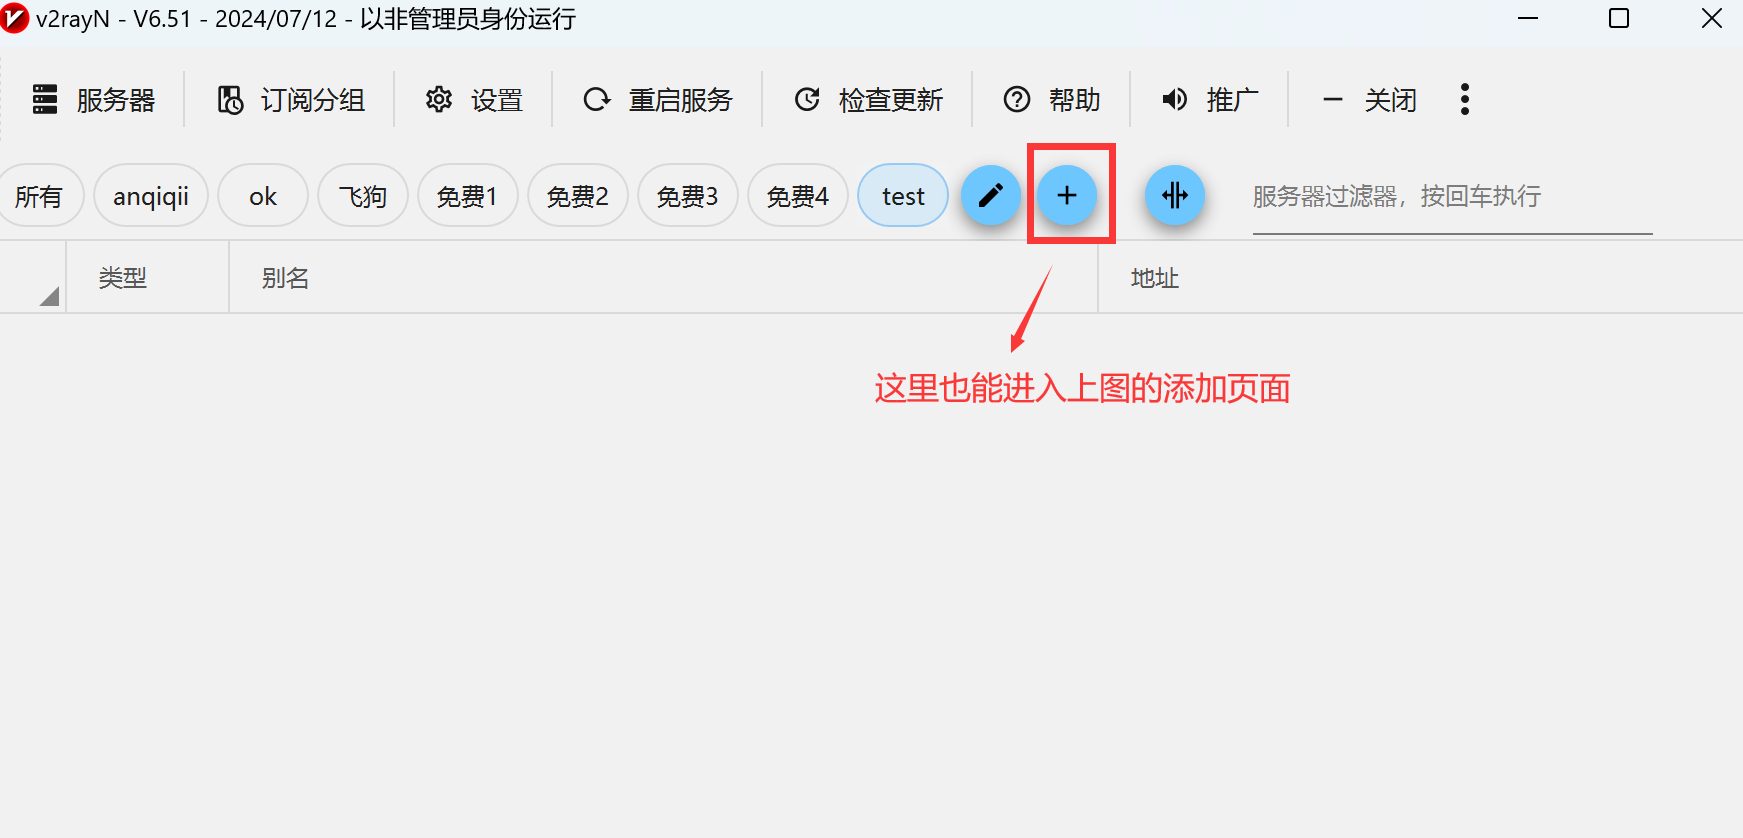 v2rayN - V6.51 - 2024/07/12 - 以非管理员身份运行
服务器 订阅分组 设置 重启服务 检查更新 帮助 推广 关闭
所有 anqiqii ok 飞狗 免费1 免费2 免费3 免费4 test 服务器过滤器，按回车执行
类型 别名 地址
这里也能进入上图的添加页面